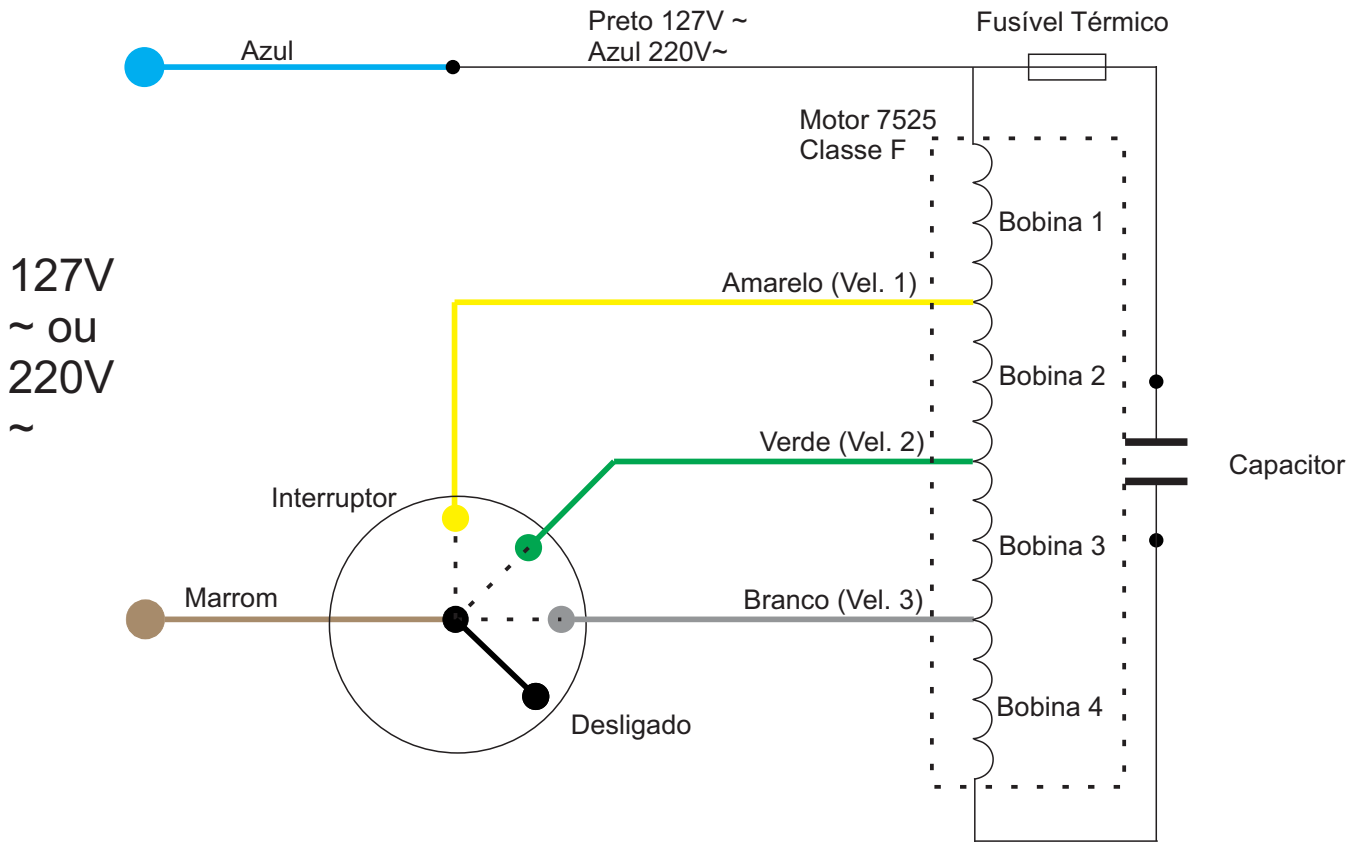 Preto 127V ~
Azul 220V~
Fusível Térmico
Azul
Motor 7525
Classe F
Bobina 1
127V
~ ou
220V
~
Amarelo (Vel. 1)
Bobina 2
Verde (Vel. 2)
Capacitor
Interruptor
Bobina 3
Marrom
Branco (Vel. 3)
Bobina 4
Desligado